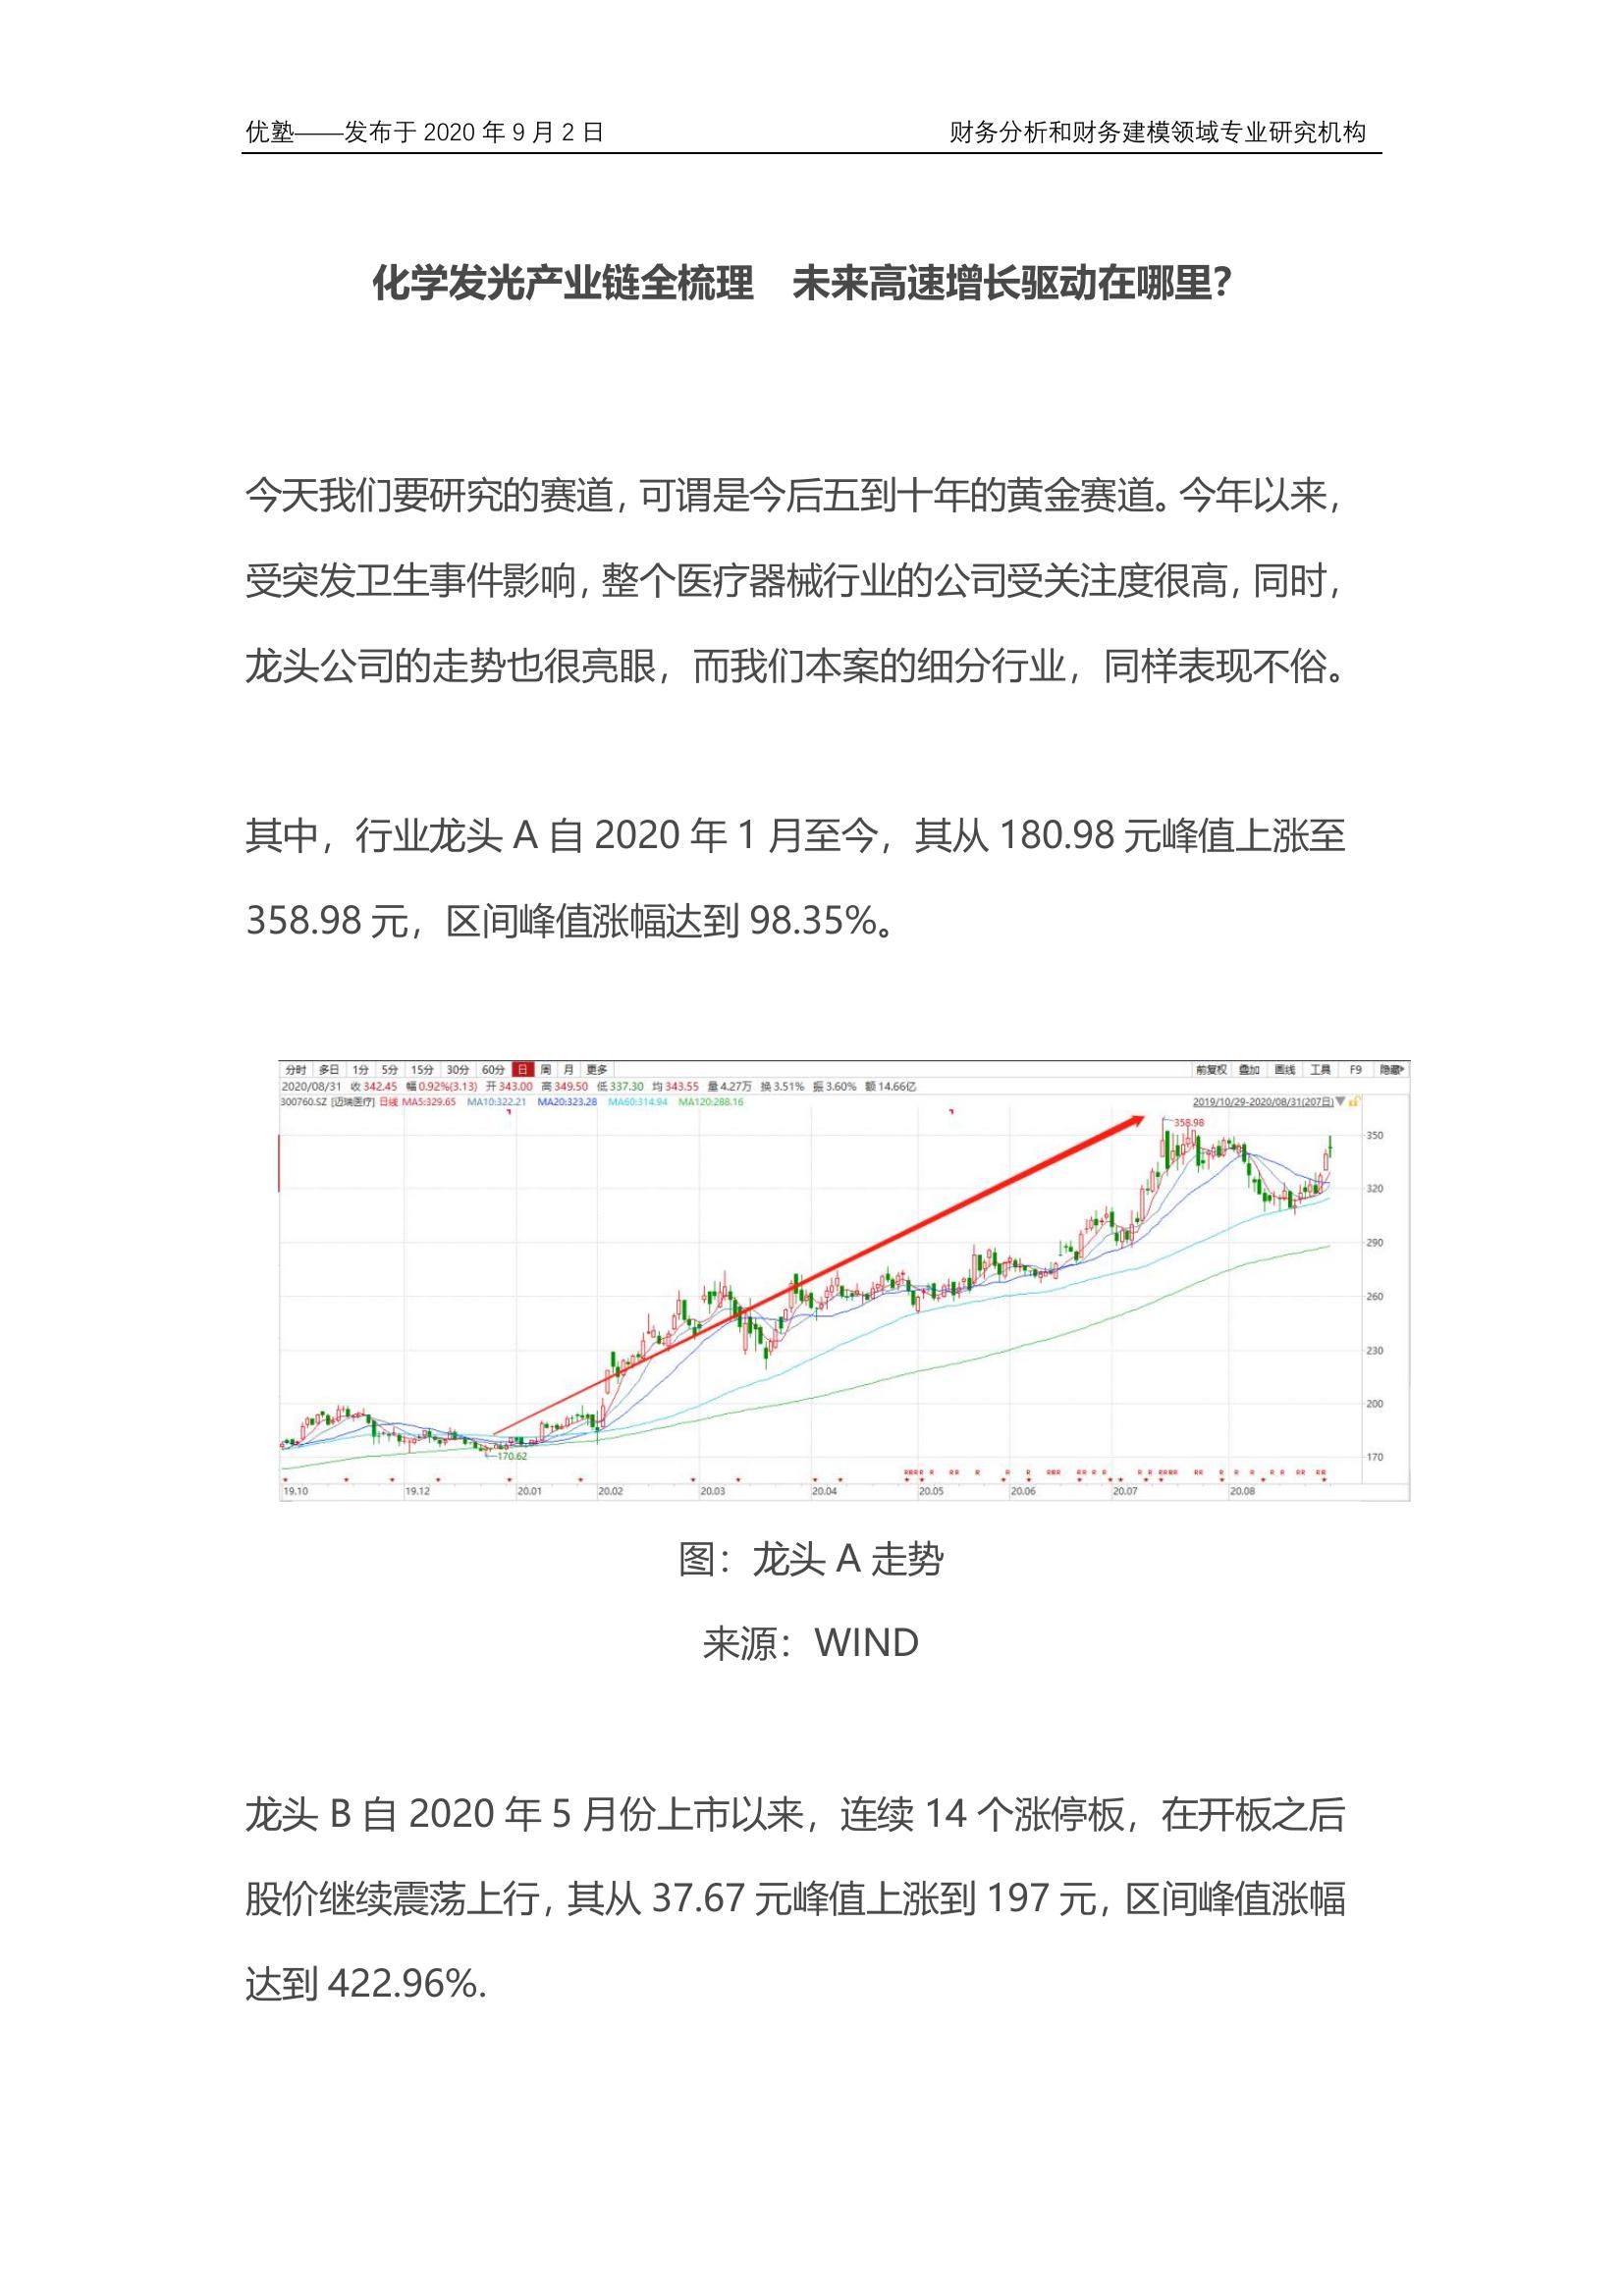 优塾——发布于 2020 年 9 月 2 日 财务分析和财务建模领域专业研究机构
化学发光产业链全梳理 未来高速增长驱动在哪里？
今天我们要研究的赛道，可谓是今后五到十年的黄金赛道。今年以来，
受突发卫生事件影响，整个医疗器械行业的公司受关注度很高，同时，
龙头公司的走势也很亮眼，而我们本案的细分行业，同样表现不俗。
其中，行业龙头 A 自 2020 年 1 月至今，其从 180.98 元峰值上涨至
358.98 元，区间峰值涨幅达到 98.35%。
分时 多日 1分 5分 15分 30分 60分 日 周 月 更多 前复权 叠加 画线 工具 F9 隐藏
2020/08/31 收 342.45 幅 0.92%(3.13) 开 343.00 高 349.50 低 337.30 均 343.55 量 4.27万 换 3.51% 振 3.60% 额 14.66亿
300760.SZ [迈瑞医疗] 日线 MA5:329.65 MA10:322.21 MA20:323.28 MA60:314.94 MA120:288.16 2019/10/29-2020/08/31(207日)
358.98
350
320
290
260
230
200
170.62
170
19.10 19.12 20.01 20.02 20.03 20.04 20.05 20.06 20.07 20.08
图：龙头 A 走势
来源：WIND
龙头 B 自 2020 年 5 月份上市以来，连续 14 个涨停板，在开板之后
股价继续震荡上行，其从 37.67 元峰值上涨到 197 元，区间峰值涨幅
达到 422.96%.